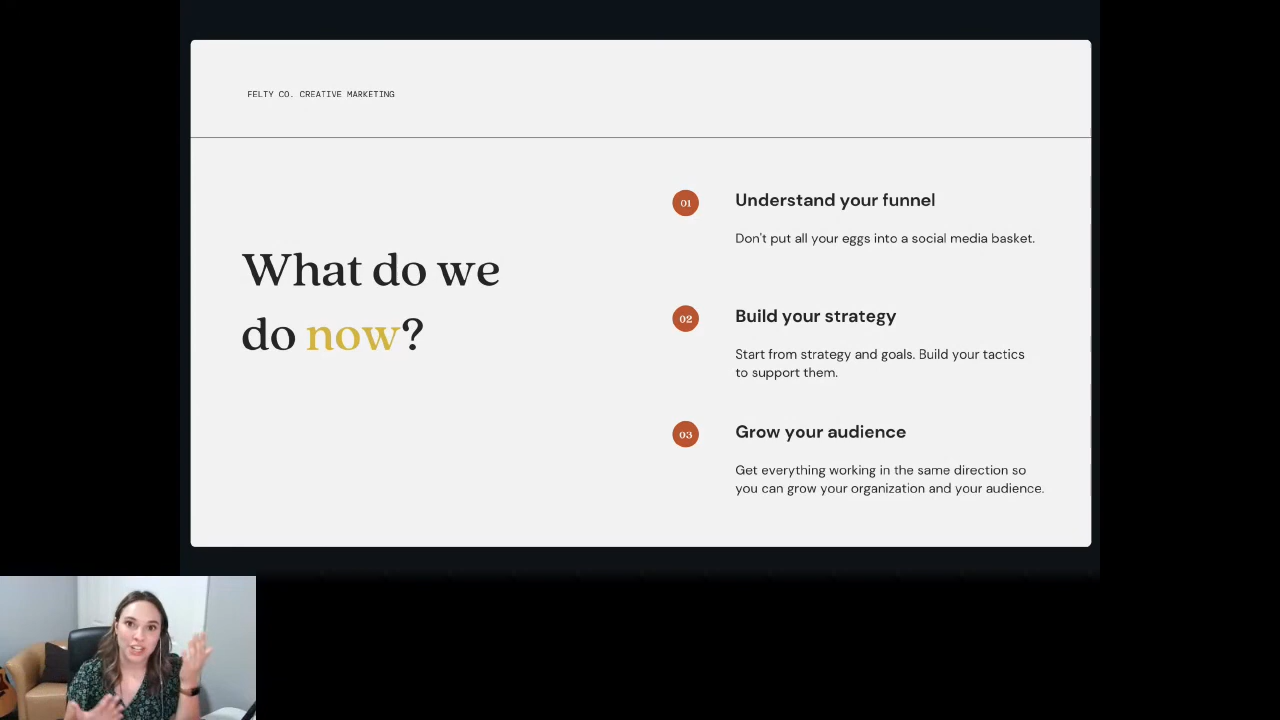 FELTY CO. CREATIVE MARKETING
What do we
do now?
01
Understand your funnel
Don't put all your eggs into a social media basket.
02
Build your strategy
Start from strategy and goals. Build your tactics
to support them.
03
Grow your audience
Get everything working in the same direction so
you can grow your organization and your audience.